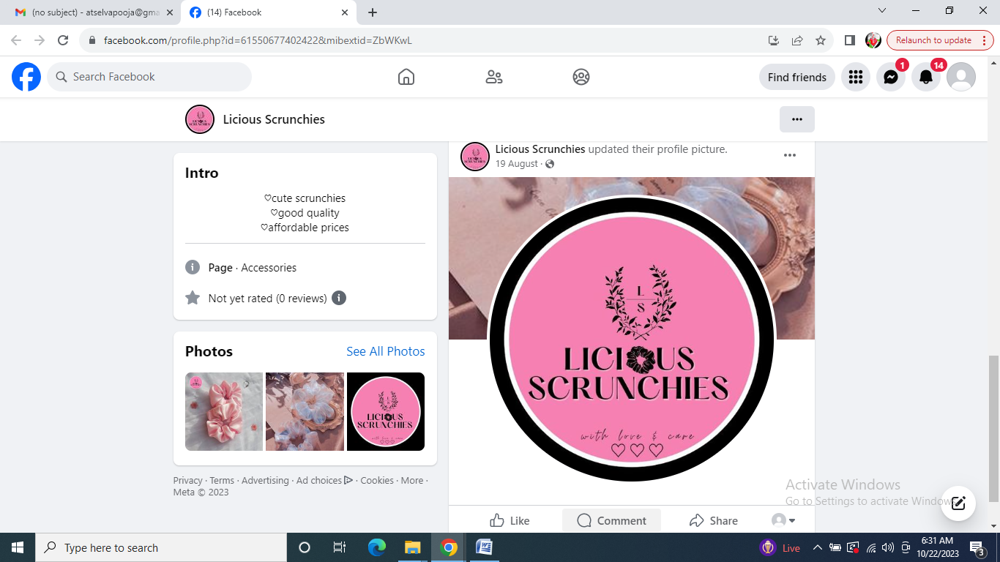 (no subject) - atselvapooja@gma
(14) Facebook
facebook.com/profile.php?id=61550677402422&mibextid=ZbWKwL
Relaunch to update
Search Facebook
Find friends
1
14
Licious Scrunchies
Intro
♡cute scrunchies
♡good quality
♡affordable prices
Page · Accessories
Not yet rated (0 reviews)
Photos
See All Photos
LICIOUS
SCRUNCHIES
with love & care
Privacy · Terms · Advertising · Ad choices · Cookies · More ·
Meta © 2023
Licious Scrunchies updated their profile picture.
19 August ·
L
S
LICIOUS
SCRUNCHIES
with love & care
Like
Comment
Share
Activate Windows
Go to Settings to activate Windows
Type here to search
Live
6:31 AM
10/22/2023
3